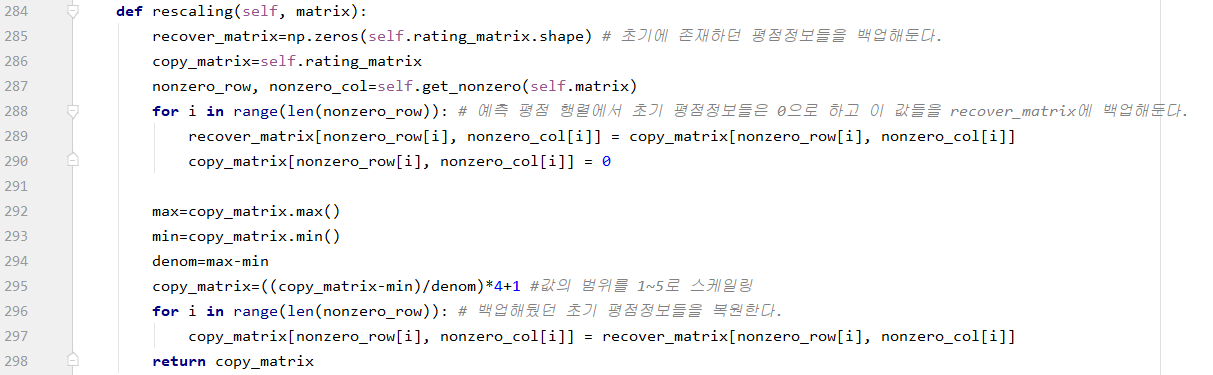 284 def rescaling(self, matrix):
285 recover_matrix=np.zeros(self.rating_matrix.shape) # 초기에 존재하던 평점정보들을 백업해둔다.
286 copy_matrix=self.rating_matrix
287 nonzero_row, nonzero_col=self.get_nonzero(self.matrix)
288 for i in range(len(nonzero_row)): # 예측 평점 행렬에서 초기 평점정보들은 0으로 하고 이 값들을 recover_matrix에 백업해둔다.
289 recover_matrix[nonzero_row[i], nonzero_col[i]] = copy_matrix[nonzero_row[i], nonzero_col[i]]
290 copy_matrix[nonzero_row[i], nonzero_col[i]] = 0
291
292 max=copy_matrix.max()
293 min=copy_matrix.min()
294 denom=max-min
295 copy_matrix=((copy_matrix-min)/denom)*4+1 #값의 범위를 1~5로 스케일링
296 for i in range(len(nonzero_row)): # 백업해뒀던 초기 평점정보들을 복원한다.
297 copy_matrix[nonzero_row[i], nonzero_col[i]] = recover_matrix[nonzero_row[i], nonzero_col[i]]
298 return copy_matrix